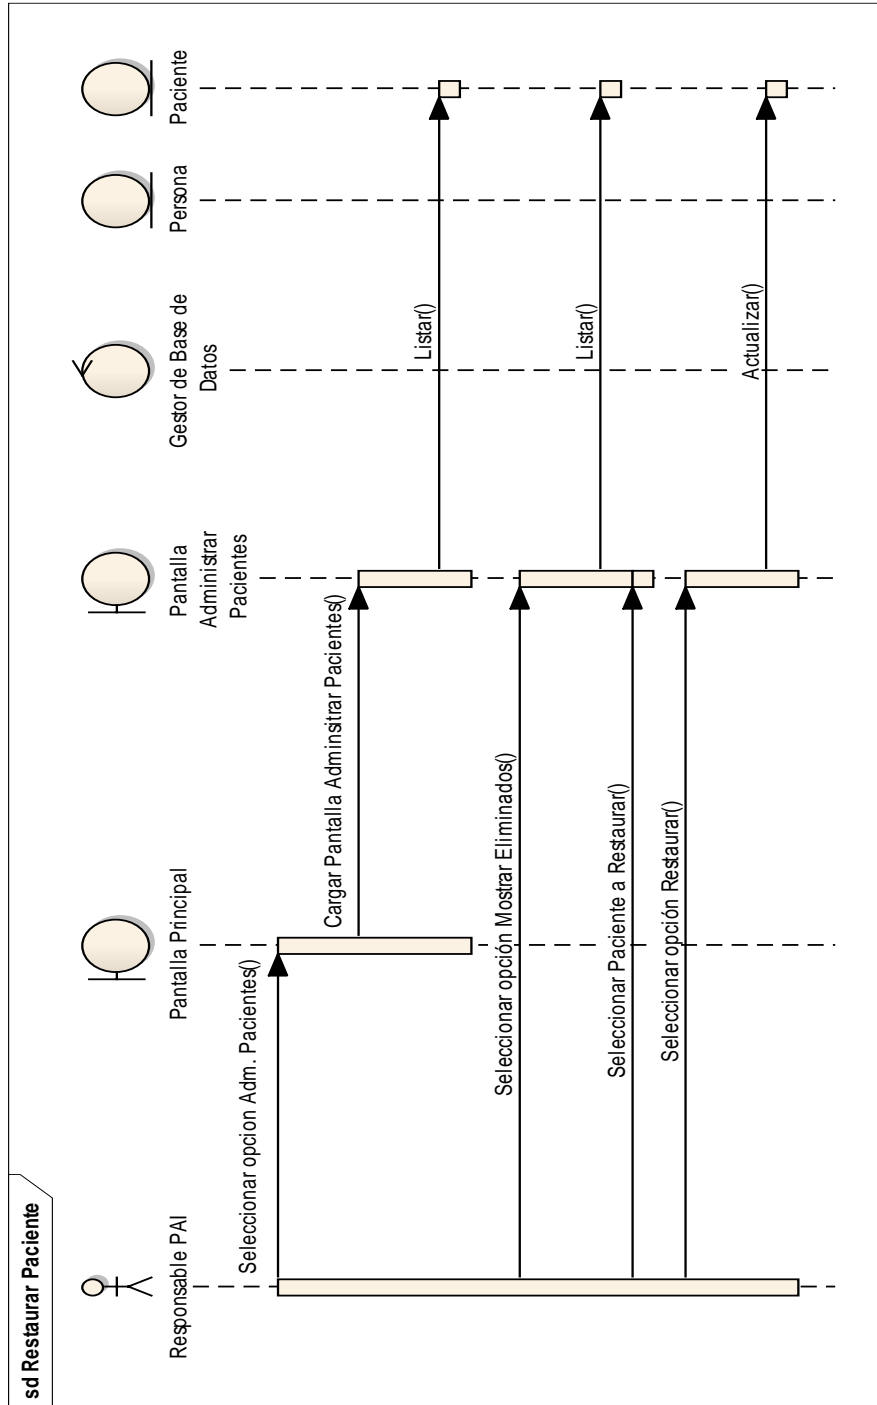 sd Restaurar Paciente
Responsable PAI
Pantalla Principal
Pantalla
Administrar
Pacientes
Gestor de Base de
Datos
Persona
Paciente
Seleccionar opcion Adm. Pacientes()
Cargar Pantalla Adminsitrar Pacientes()
Listar()
Seleccionar opción Mostrar Eliminados()
Listar()
Seleccionar Paciente a Restaurar()
Seleccionar opción Restaurar()
Actualizar()